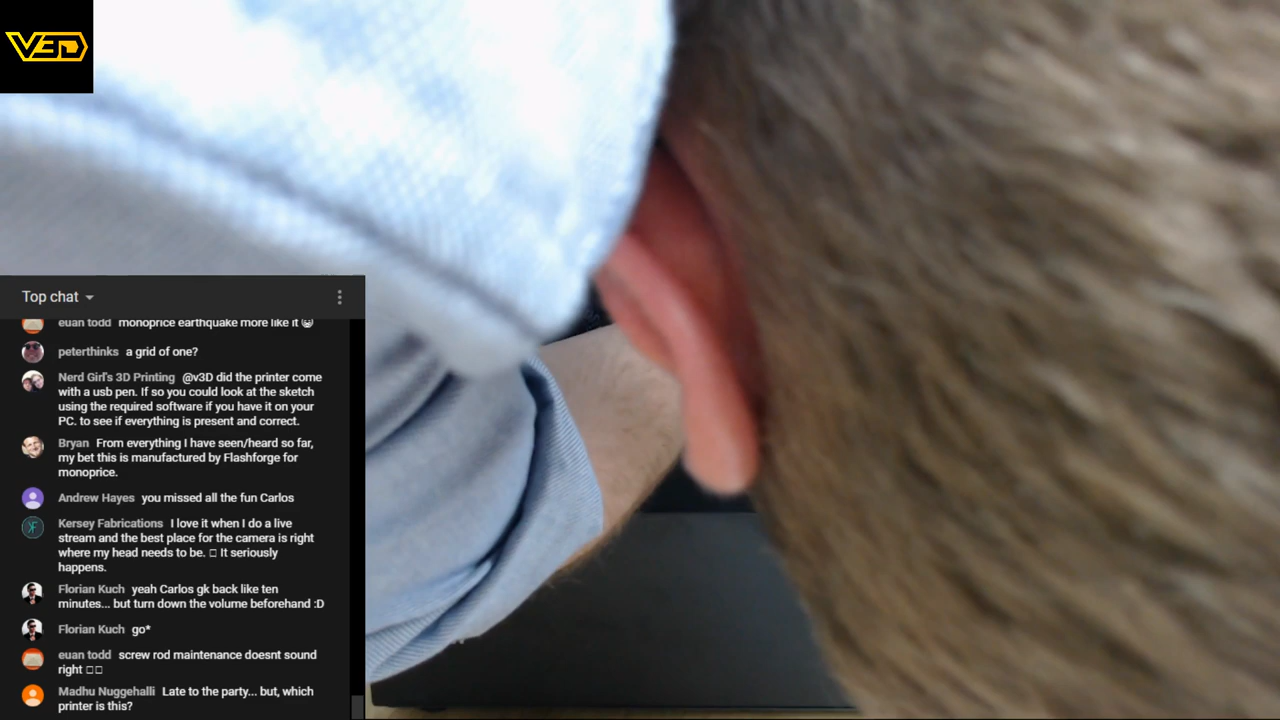 V3D
Top chat
euan todd monoprice earthquake more like it
peterthinks a grid of one?
Nerd Girl's 3D Printing @v3D did the printer come
with a usb pen. If so you could look at the sketch
using the required software if you have it on your
PC. to see if everything is present and correct.
Bryan From everything I have seen/heard so far,
my bet this is manufactured by Flashforge for
monoprice.
Andrew Hayes you missed all the fun Carlos
Kersey Fabrications I love it when I do a live
stream and the best place for the camera is right
where my head needs to be. □ It seriously
happens.
Florian Kuch yeah Carlos gk back like ten
minutes... but turn down the volume beforehand :D
Florian Kuch go*
euan todd screw rod maintenance doesnt sound
right □□
Madhu Nuggehalli Late to the party... but, which
printer is this?